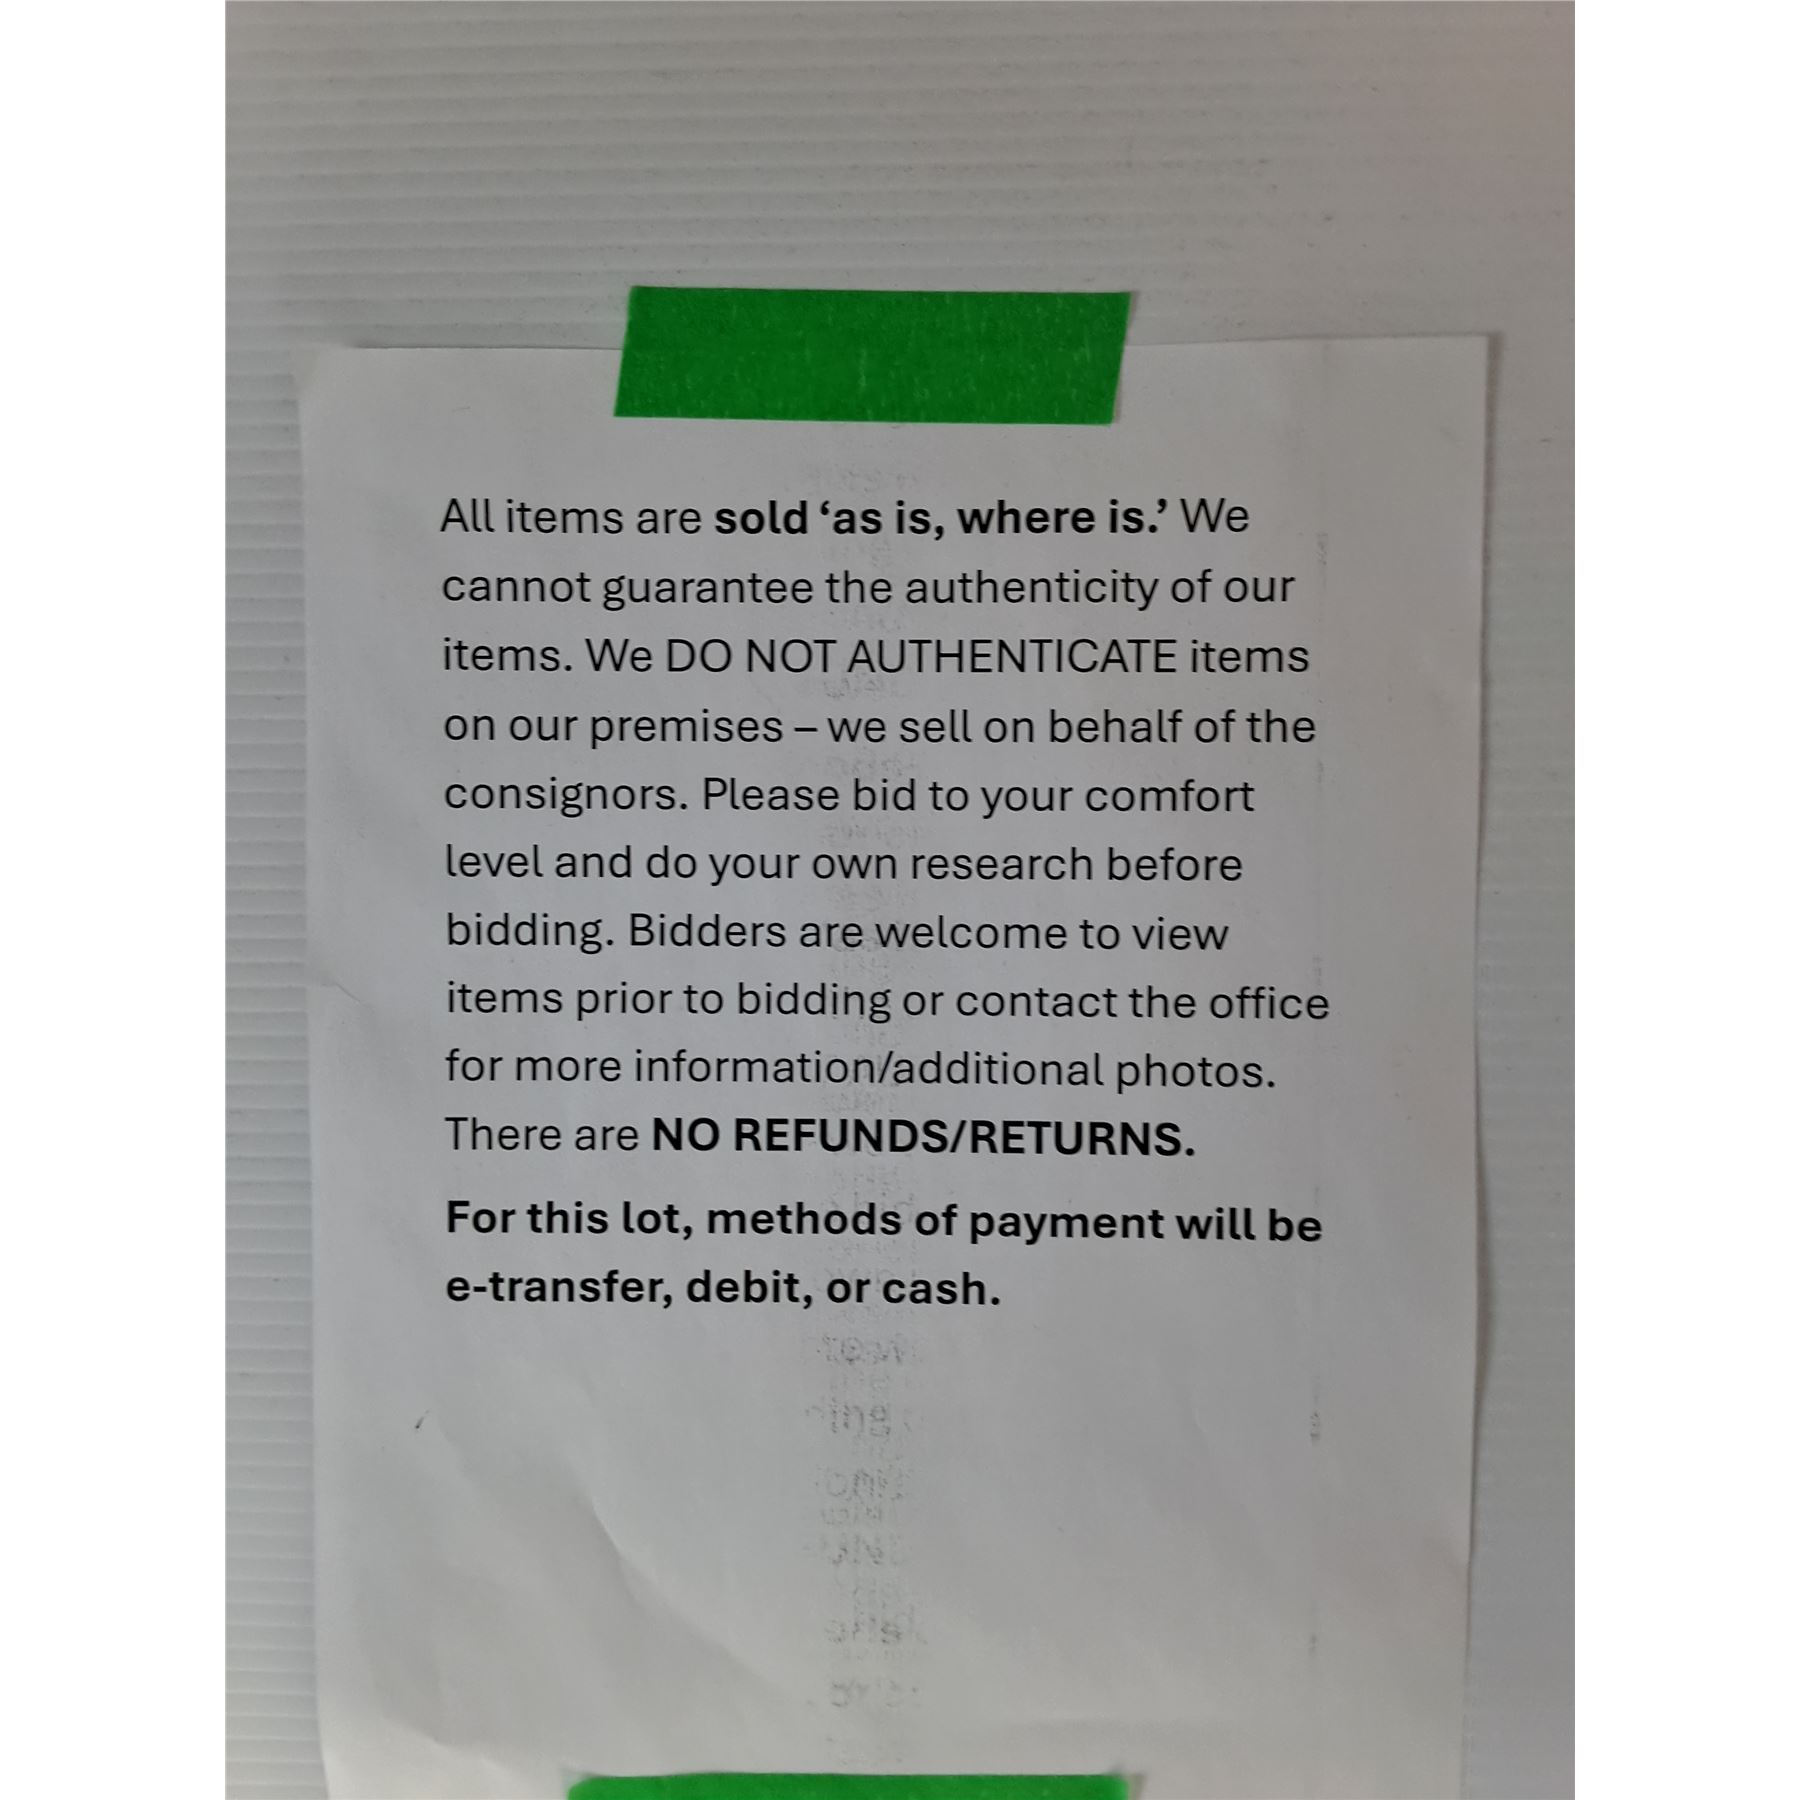 All items are sold ‘as is, where is.’ We
cannot guarantee the authenticity of our
items. We DO NOT AUTHENTICATE items
on our premises – we sell on behalf of the
consignors. Please bid to your comfort
level and do your own research before
bidding. Bidders are welcome to view
items prior to bidding or contact the office
for more information/additional photos.
There are NO REFUNDS/RETURNS.
For this lot, methods of payment will be
e-transfer, debit, or cash.